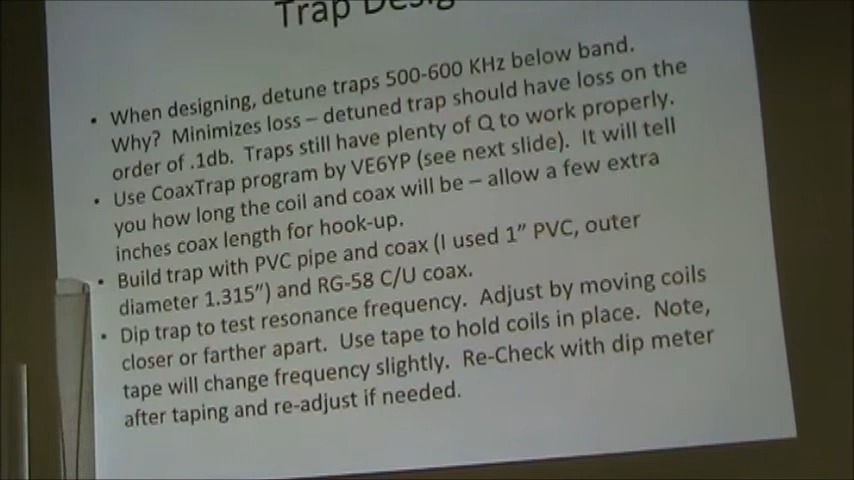 Trap Desig
• When designing, detune traps 500-600 KHz below band.
Why? Minimizes loss – detuned trap should have loss on the
order of .1db. Traps still have plenty of Q to work properly.
• Use CoaxTrap program by VE6YP (see next slide). It will tell
you how long the coil and coax will be – allow a few extra
inches coax length for hook-up.
• Build trap with PVC pipe and coax (I used 1” PVC, outer
diameter 1.315”) and RG-58 C/U coax.
• Dip trap to test resonance frequency. Adjust by moving coils
closer or farther apart. Use tape to hold coils in place. Note,
tape will change frequency slightly. Re-Check with dip meter
after taping and re-adjust if needed.